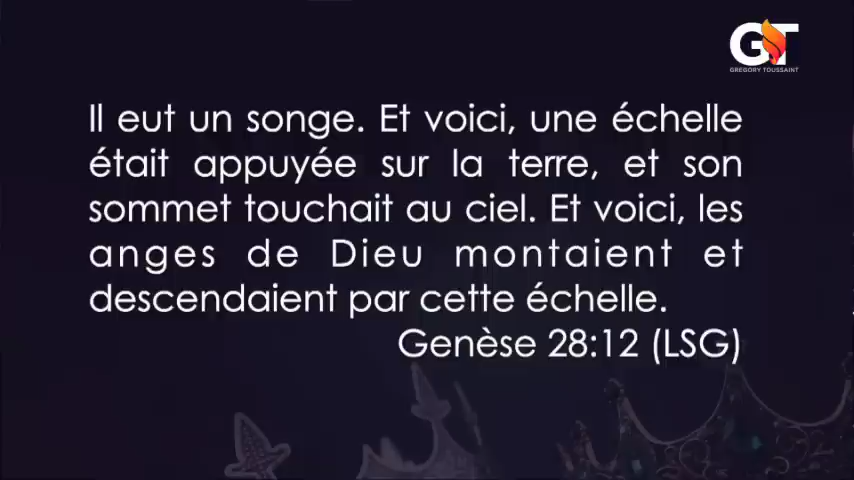 GT
GREGORY TOUSSAINT
Il eut un songe. Et voici, une échelle
était appuyée sur la terre, et son
sommet touchait au ciel. Et voici, les
anges de Dieu montaient et
descendaient par cette échelle.
Genèse 28:12 (LSG)